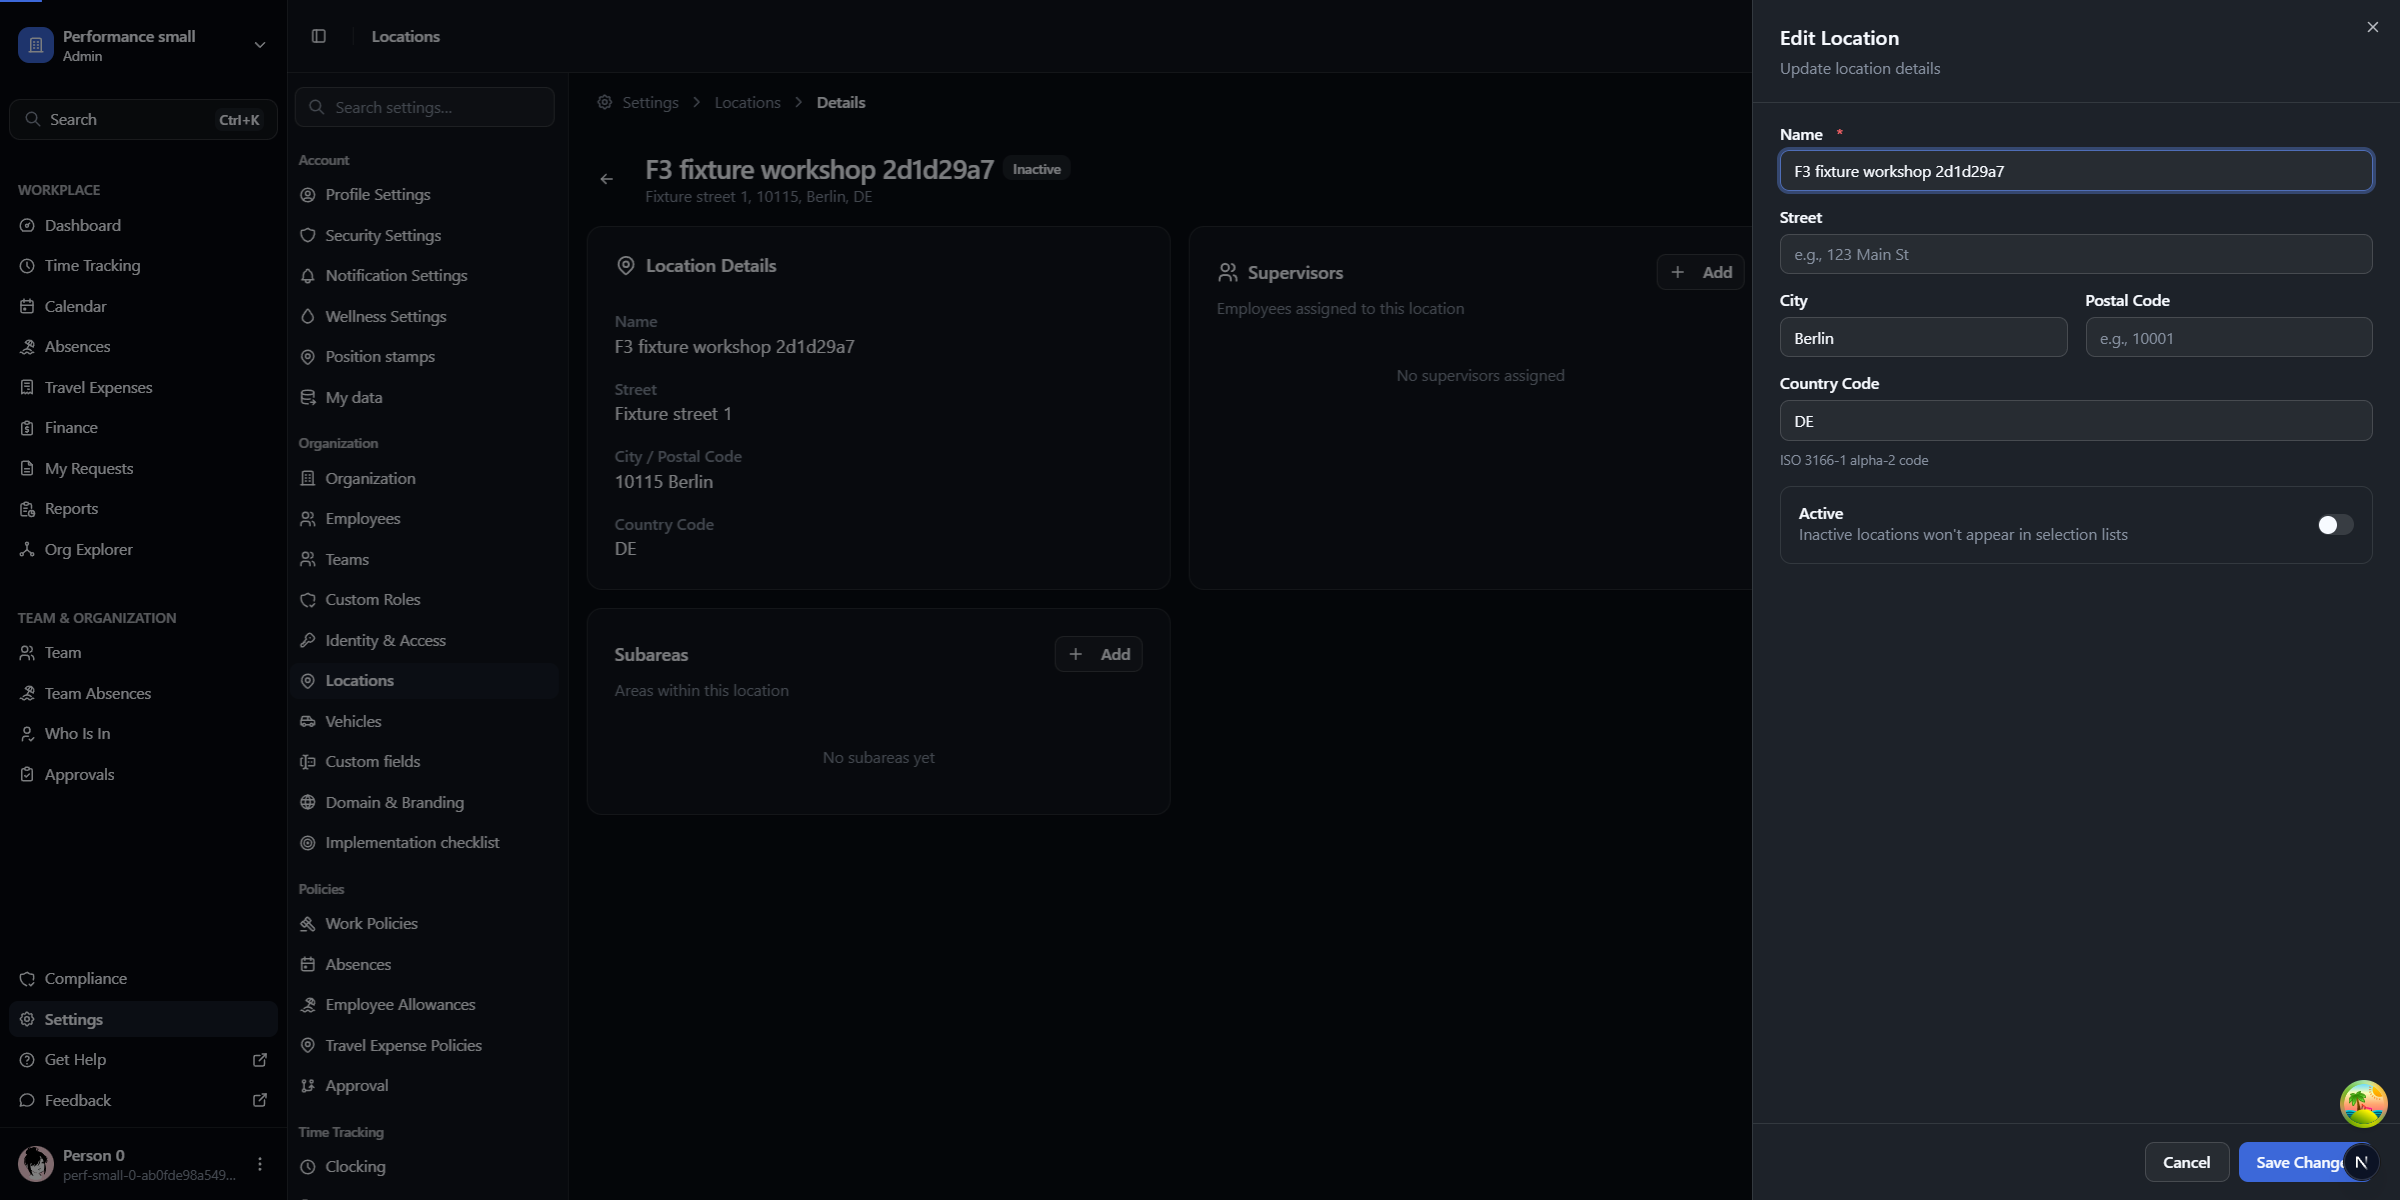 Performance small
Admin
Search
Ctrl+K
WORKPLACE
Dashboard
Time Tracking
Calendar
Absences
Travel Expenses
Finance
My Requests
Reports
Org Explorer
TEAM & ORGANIZATION
Team
Team Absences
Who Is In
Approvals
Compliance
Settings
Get Help
Feedback
Person 0
perf-small-0-ab0fde98a549...
Locations
Search settings...
Account
Profile Settings
Security Settings
Notification Settings
Wellness Settings
Position stamps
My data
Organization
Organization
Employees
Teams
Custom Roles
Identity & Access
Locations
Vehicles
Custom fields
Domain & Branding
Implementation checklist
Policies
Work Policies
Absences
Employee Allowances
Travel Expense Policies
Approval
Time Tracking
Clocking
Settings > Locations > Details
F3 fixture workshop 2d1d29a7
Inactive
Fixture street 1, 10115, Berlin, DE
Location Details
Name
F3 fixture workshop 2d1d29a7
Street
Fixture street 1
City / Postal Code
10115 Berlin
Country Code
DE
Supervisors
+ Add
Employees assigned to this location
No supervisors assigned
Subareas
+ Add
Areas within this location
No subareas yet
Edit Location
Update location details
Name *
F3 fixture workshop 2d1d29a7
Street
e.g., 123 Main St
City
Berlin
Postal Code
e.g., 10001
Country Code
DE
ISO 3166-1 alpha-2 code
Active
Inactive locations won't appear in selection lists
Cancel
Save Chang
N